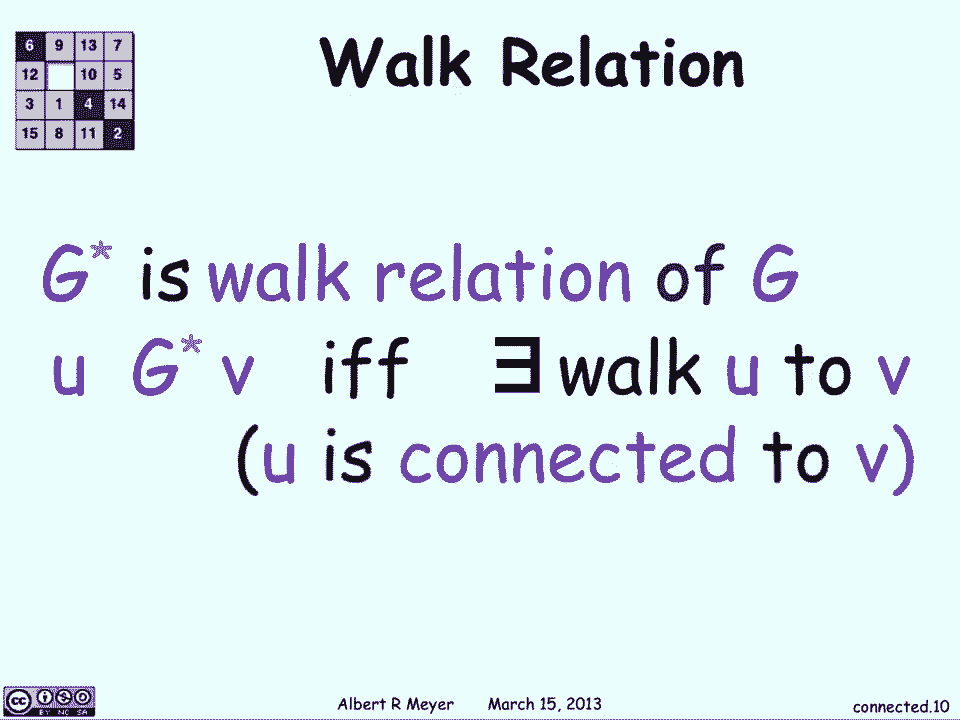 6 9 13 7
12 10 5
3 1 4 14
15 8 11 2
Walk Relation
G* is walk relation of G
u G* v iff ∃ walk u to v
(u is connected to v)
cc BY NC SA
Albert R Meyer March 15, 2013
connected.10